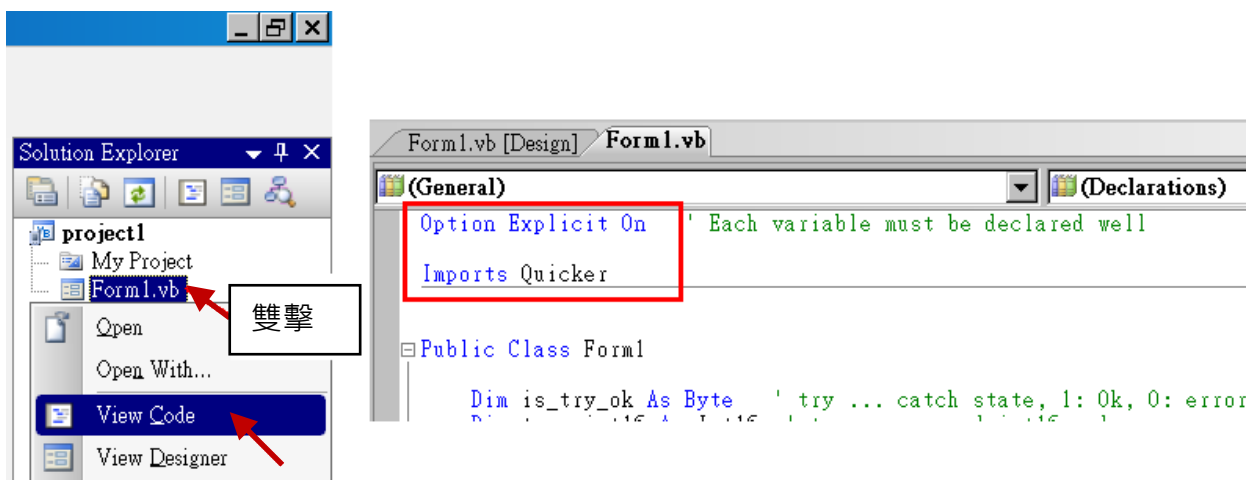 Solution Explorer
project1
My Project
Form1.vb
雙擊
Open
Open With...
View Code
View Designer
Form1.vb [Design]
Form1.vb
(General)
(Declarations)
Option Explicit On ' Each variable must be declared well
Imports Quicker
Public Class Form1
Dim is_try_ok As Byte ' try ... catch state, 1: Ok, 0: error